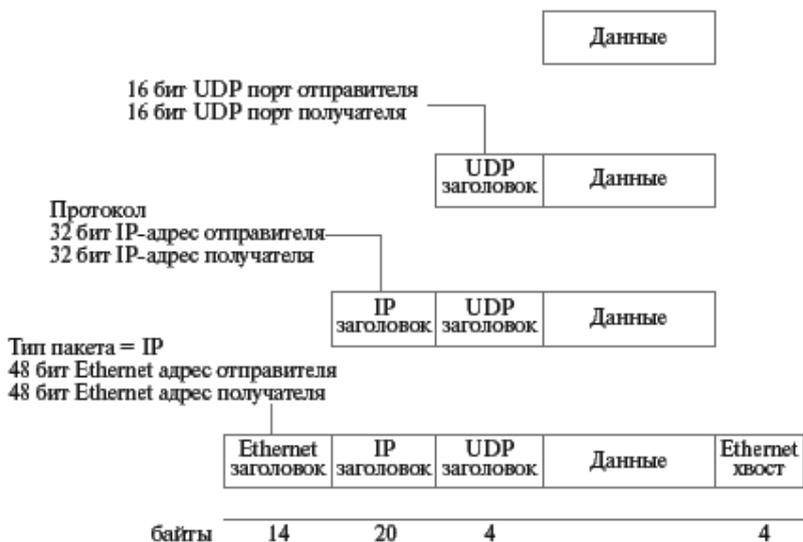 Данные
16 бит UDP порт отправителя
16 бит UDP порт получателя
UDP
заголовок
Данные
Протокол
32 бит IP-адрес отправителя
32 бит IP-адрес получателя
IP
заголовок
UDP
заголовок
Данные
Тип пакета = IP
48 бит Ethernet адрес отправителя
48 бит Ethernet адрес получателя
Ethernet
заголовок
IP
заголовок
UDP
заголовок
Данные
Ethernet
хвост
байты 14 20 4 4